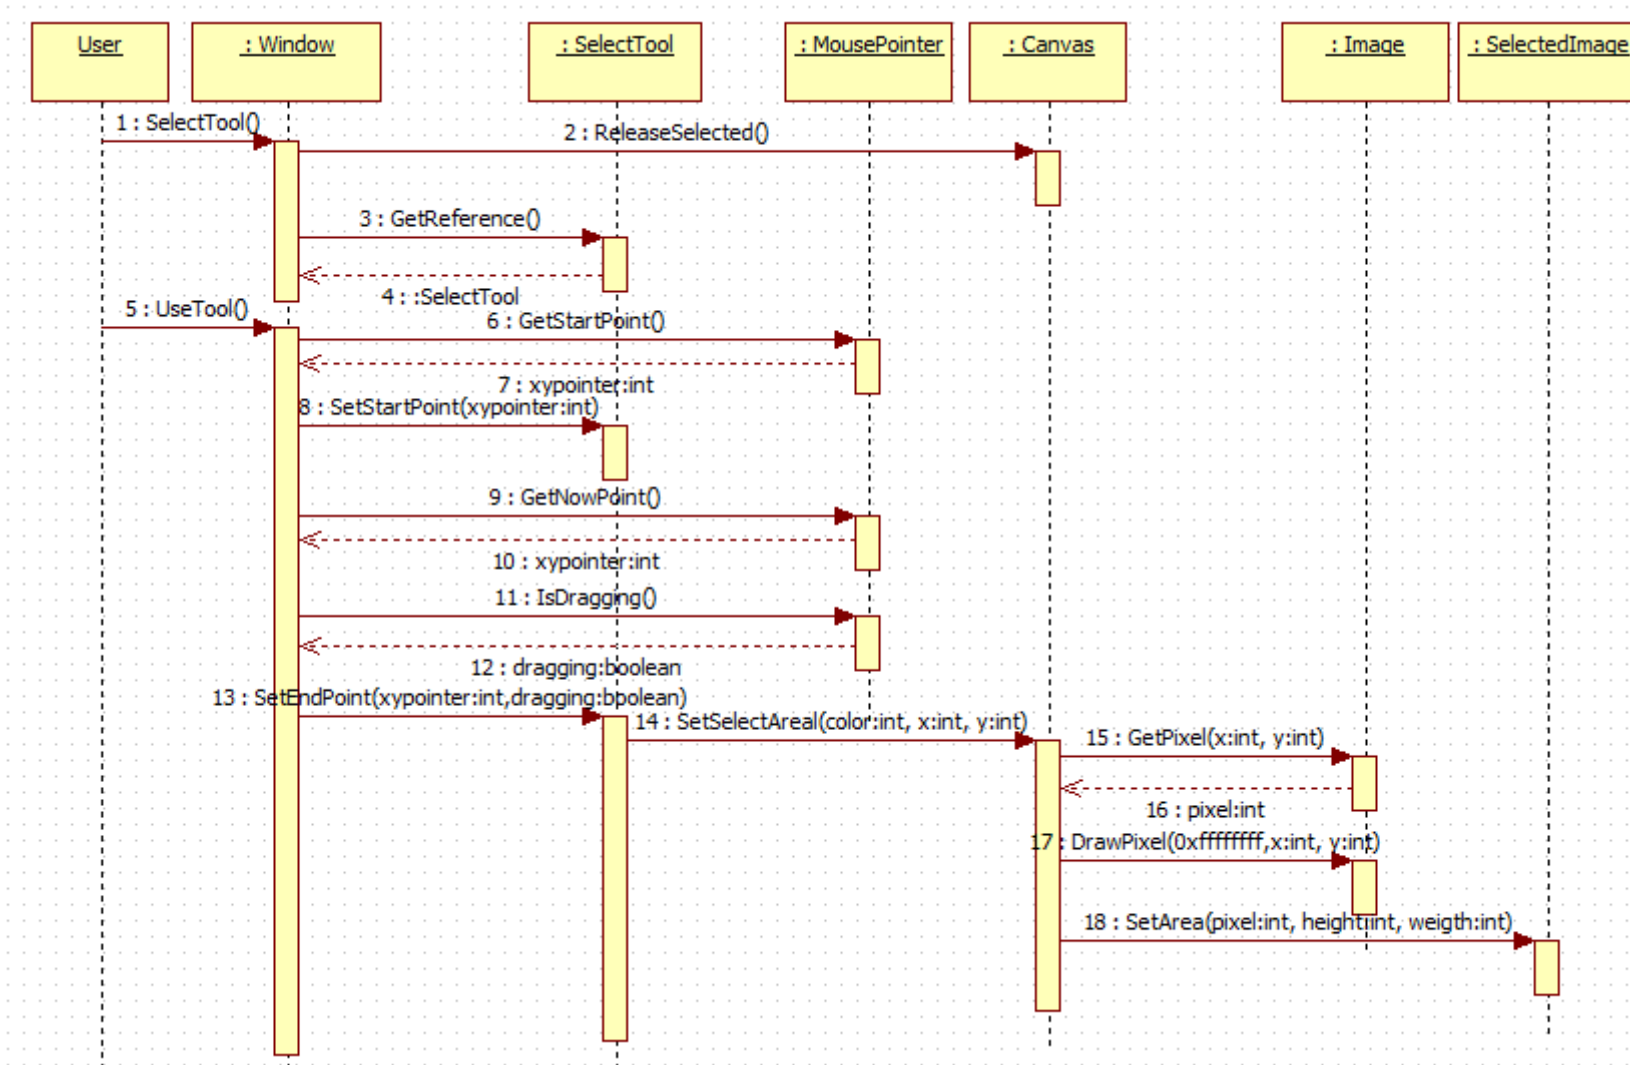 User
: Window
: SelectTool
: MousePointer
: Canvas
: Image
: SelectedImage
1 : SelectTool()
2 : ReleaseSelected()
3 : GetReference()
4 : :SelectTool
5 : UseTool()
6 : GetStartPoint()
7 : xypointer:int
8 : SetStartPoint(xypointer:int)
9 : GetNowPoint()
10 : xypointer:int
11 : IsDragging()
12 : dragging:boolean
13 : SetEndPoint(xypointer:int,dragging:boolean)
14 : SetSelectAreal(color:int, x:int, y:int)
15 : GetPixel(x:int, y:int)
16 : pixel:int
17 : DrawPixel(0xffffffff,x:int, y:int)
18 : SetArea(pixel:int, height:int, weigth:int)